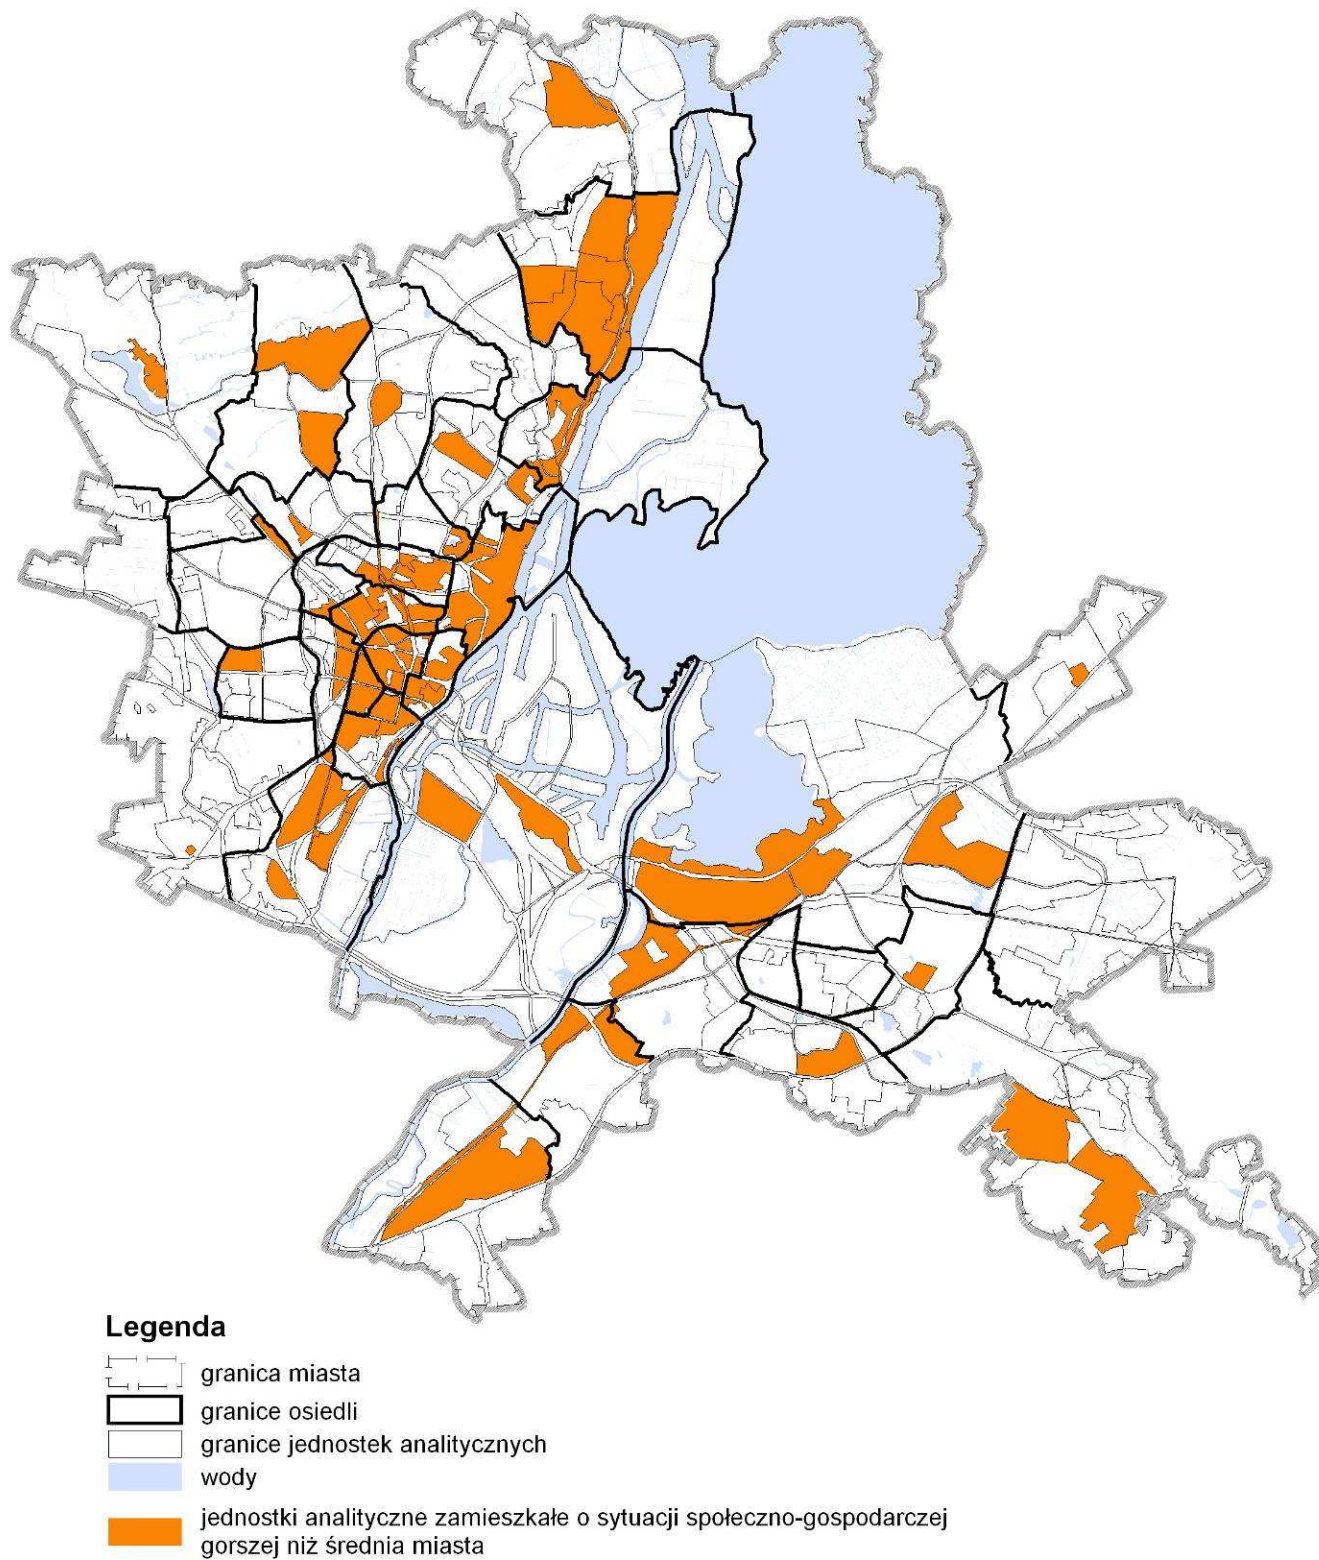 Legenda
granica miasta
granice osiedli
granice jednostek analitycznych
wody
jednostki analityczne zamieszkałe o sytuacji społeczno-gospodarczej
gorszej niż średnia miasta